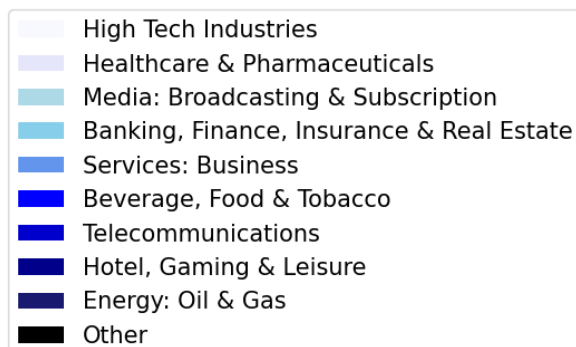 High Tech Industries
Healthcare & Pharmaceuticals
Media: Broadcasting & Subscription
Banking, Finance, Insurance & Real Estate
Services: Business
Beverage, Food & Tobacco
Telecommunications
Hotel, Gaming & Leisure
Energy: Oil & Gas
Other